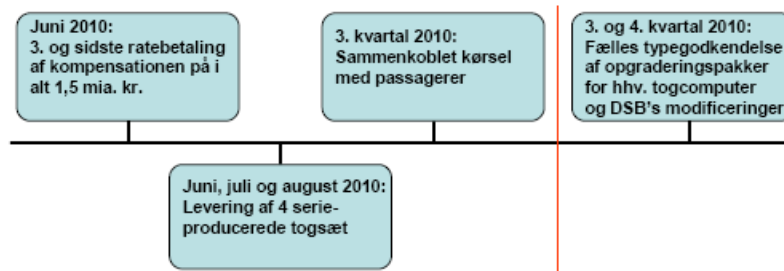 Juni 2010:
3. og sidste ratebetaling
af kompensationen på i
alt 1,5 mia. kr.
Juni, juli og august 2010:
Levering af 4 serie-
producerede togsæt
3. kvartal 2010:
Sammenkoblet kørsel
med passagerer
3. og 4. kvartal 2010:
Fælles typegodkendelse
af opgraderingspakker
for hhv. togcomputer
og DSB's modificeringer